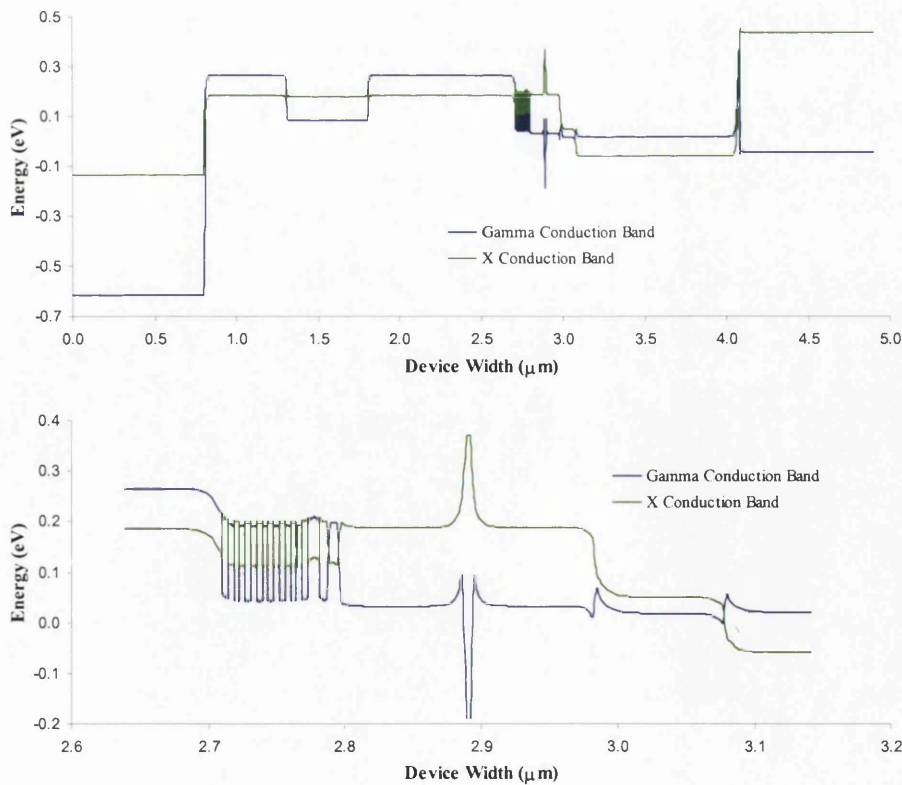 0.5
0.3
0.1
-0.1
-0.3
-0.5
-0.7
Energy (eV)
Gamma Conduction Band
X Conduction Band
0.0 0.5 1.0 1.5 2.0 2.5 3.0 3.5 4.0 4.5 5.0
Device Width (μm)
0.4
0.3
0.2
0.1
0.0
-0.1
-0.2
Energy (eV)
Gamma Conduction Band
X Conduction Band
2.6 2.7 2.8 2.9 3.0 3.1 3.2
Device Width (μm)